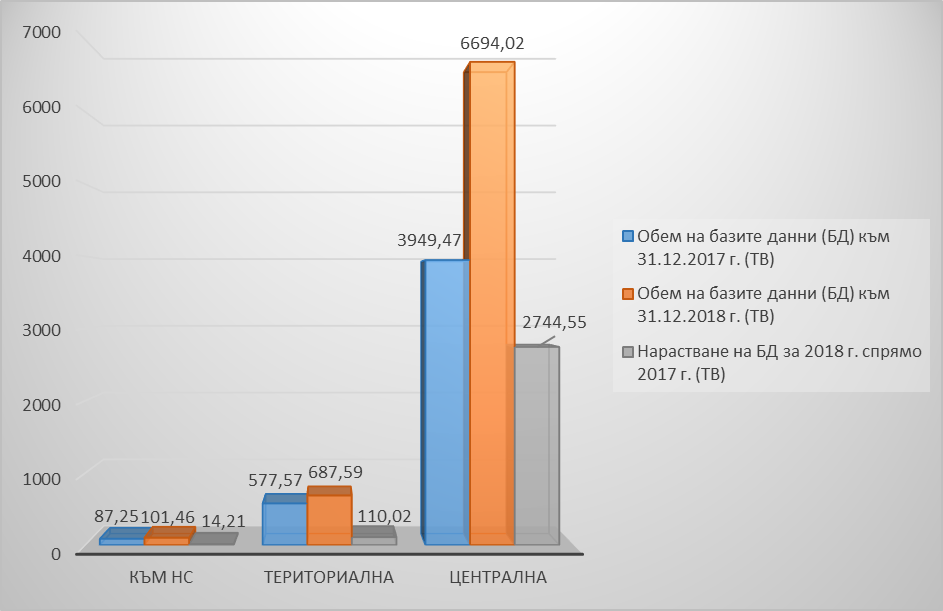 7000
6000
5000
4000
3000
2000
1000
0
87,25
101,46
14,21
577,57
687,59
110,02
3949,47
6694,02
2744,55
КЪМ НС
ТЕРИТОРИАЛНА
ЦЕНТРАЛНА
Обем на базите данни (БД) към
31.12.2017 г. (ТВ)
Обем на базите данни (БД) към
31.12.2018 г. (ТВ)
Нарастване на БД за 2018 г. спрямо
2017 г. (ТВ)